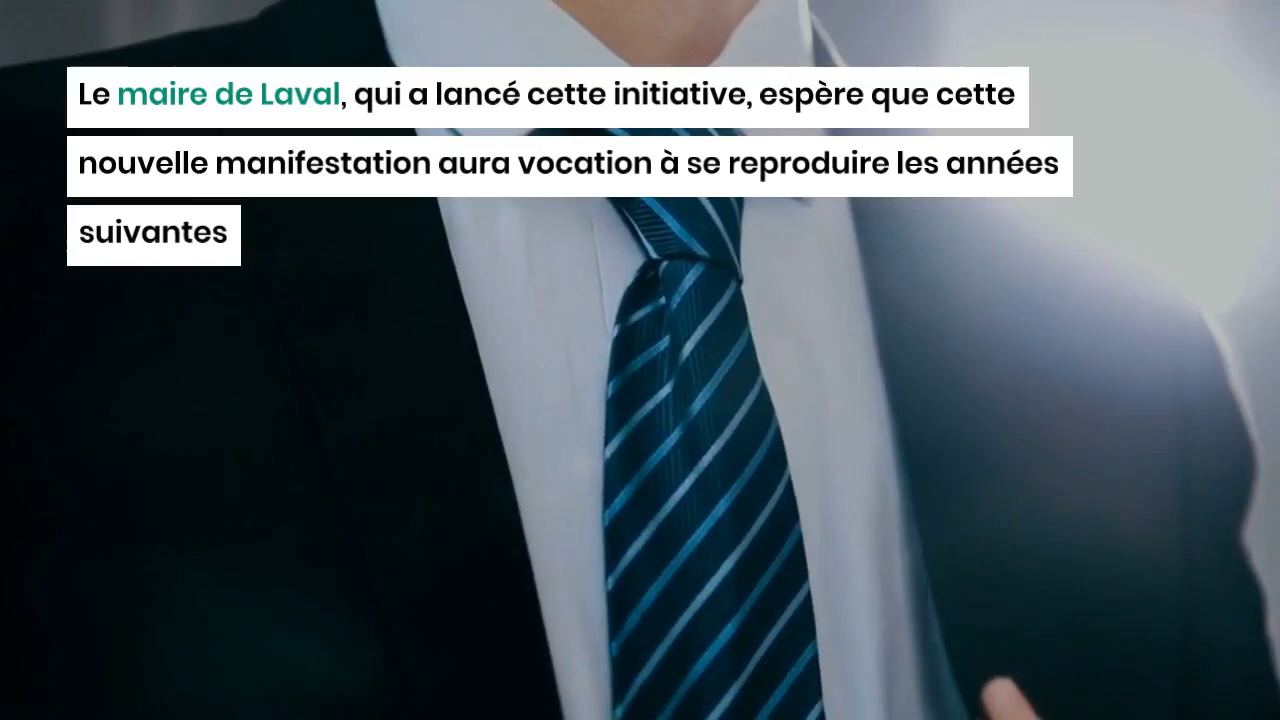 Le maire de Laval, qui a lancé cette initiative, espère que cette
nouvelle manifestation aura vocation à se reproduire les années
suivantes